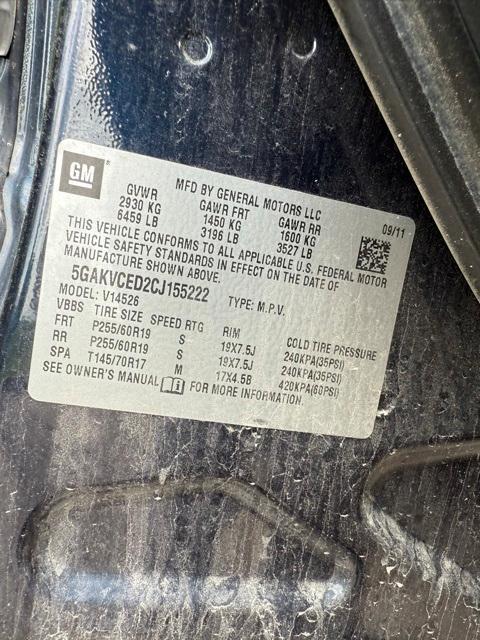 GM
MFD BY GENERAL MOTORS LLC
09/11
GVWR GAWR FRT GAWR RR
2930 KG 1450 KG 1600 KG
6459 LB 3196 LB 3527 LB
THIS VEHICLE CONFORMS TO ALL APPLICABLE U.S. FEDERAL MOTOR
VEHICLE SAFETY STANDARDS IN EFFECT ON THE DATE OF
MANUFACTURE SHOWN ABOVE.
5GAKVCED2CJ155222 TYPE: M.P.V.
MODEL: V14526
VBBS TIRE SIZE SPEED RTG RIM COLD TIRE PRESSURE
FRT P255/60R19 S 19X7.5J 240KPA(35PSI)
RR P255/60R19 S 19X7.5J 240KPA(35PSI)
SPA T145/70R17 M 17X4.5B 420KPA(60PSI)
SEE OWNER'S MANUAL FOR MORE INFORMATION.